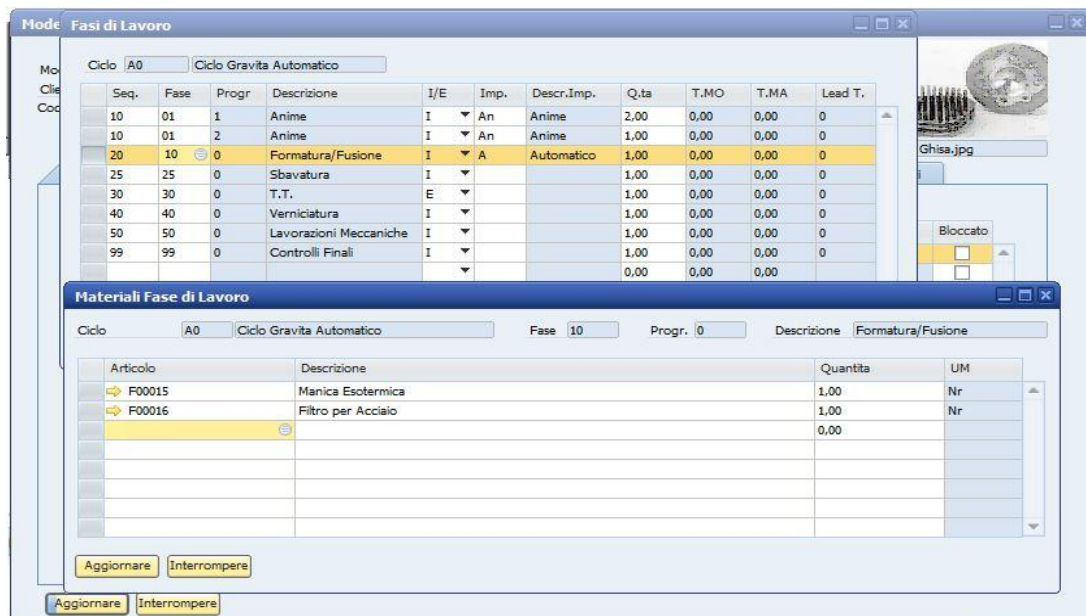 Mode
Fasi di Lavoro
Mo
Clie
Coc
Ciclo A0 Ciclo Gravita Automatico
Seq. Fase Progr Descrizione I/E Imp. Descr.Imp. Q.ta T.MO T.MA Lead T.
10 01 1 Anime I An Anime 2,00 0,00 0,00 0
10 01 2 Anime I An Anime 1,00 0,00 0,00 0
20 10 0 Formatura/Fusione I A Automatico 1,00 0,00 0,00 0
25 25 0 Sbavatura I 1,00 0,00 0,00 0
30 30 0 T.T. E 1,00 0,00 0,00 0
40 40 0 Verniciatura I 1,00 0,00 0,00 0
50 50 0 Lavorazioni Meccaniche I 1,00 0,00 0,00 0
99 99 0 Controlli Finali I 1,00 0,00 0,00 0
0,00 0,00 0,00
Ghisa.jpg
i
Bloccato
Materiali Fase di Lavoro
Ciclo A0 Ciclo Gravita Automatico Fase 10 Progr. 0 Descrizione Formatura/Fusione
Articolo Descrizione Quantita UM
F00015 Manica Esotermica 1,00 Nr
F00016 Filtro per Acciaio 1,00 Nr
0,00
Aggiornare Interrompere
Aggiornare Interrompere